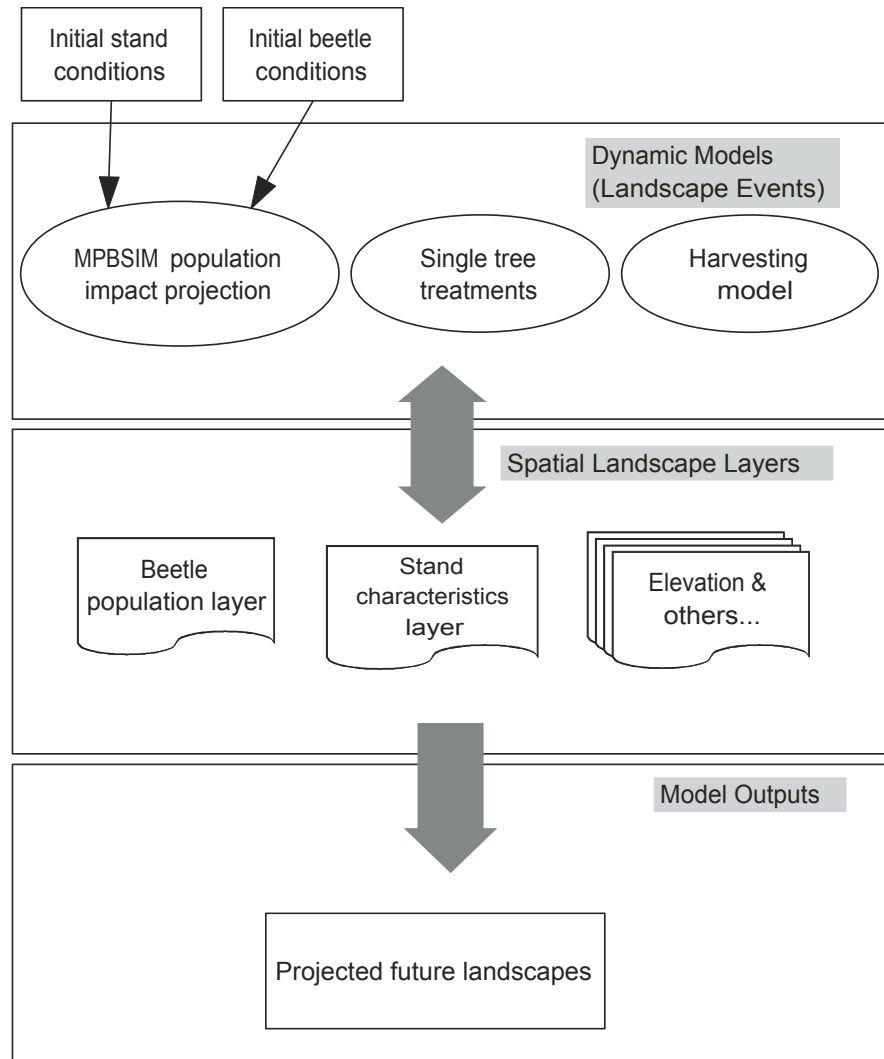 Initial stand
conditions
Initial beetle
conditions
Dynamic Models
(Landscape Events)
MPBSIM population
impact projection
Single tree
treatments
Harvesting
model
Spatial Landscape Layers
Beetle
population layer
Stand
characteristics
layer
Elevation &
others...
Model Outputs
Projected future landscapes